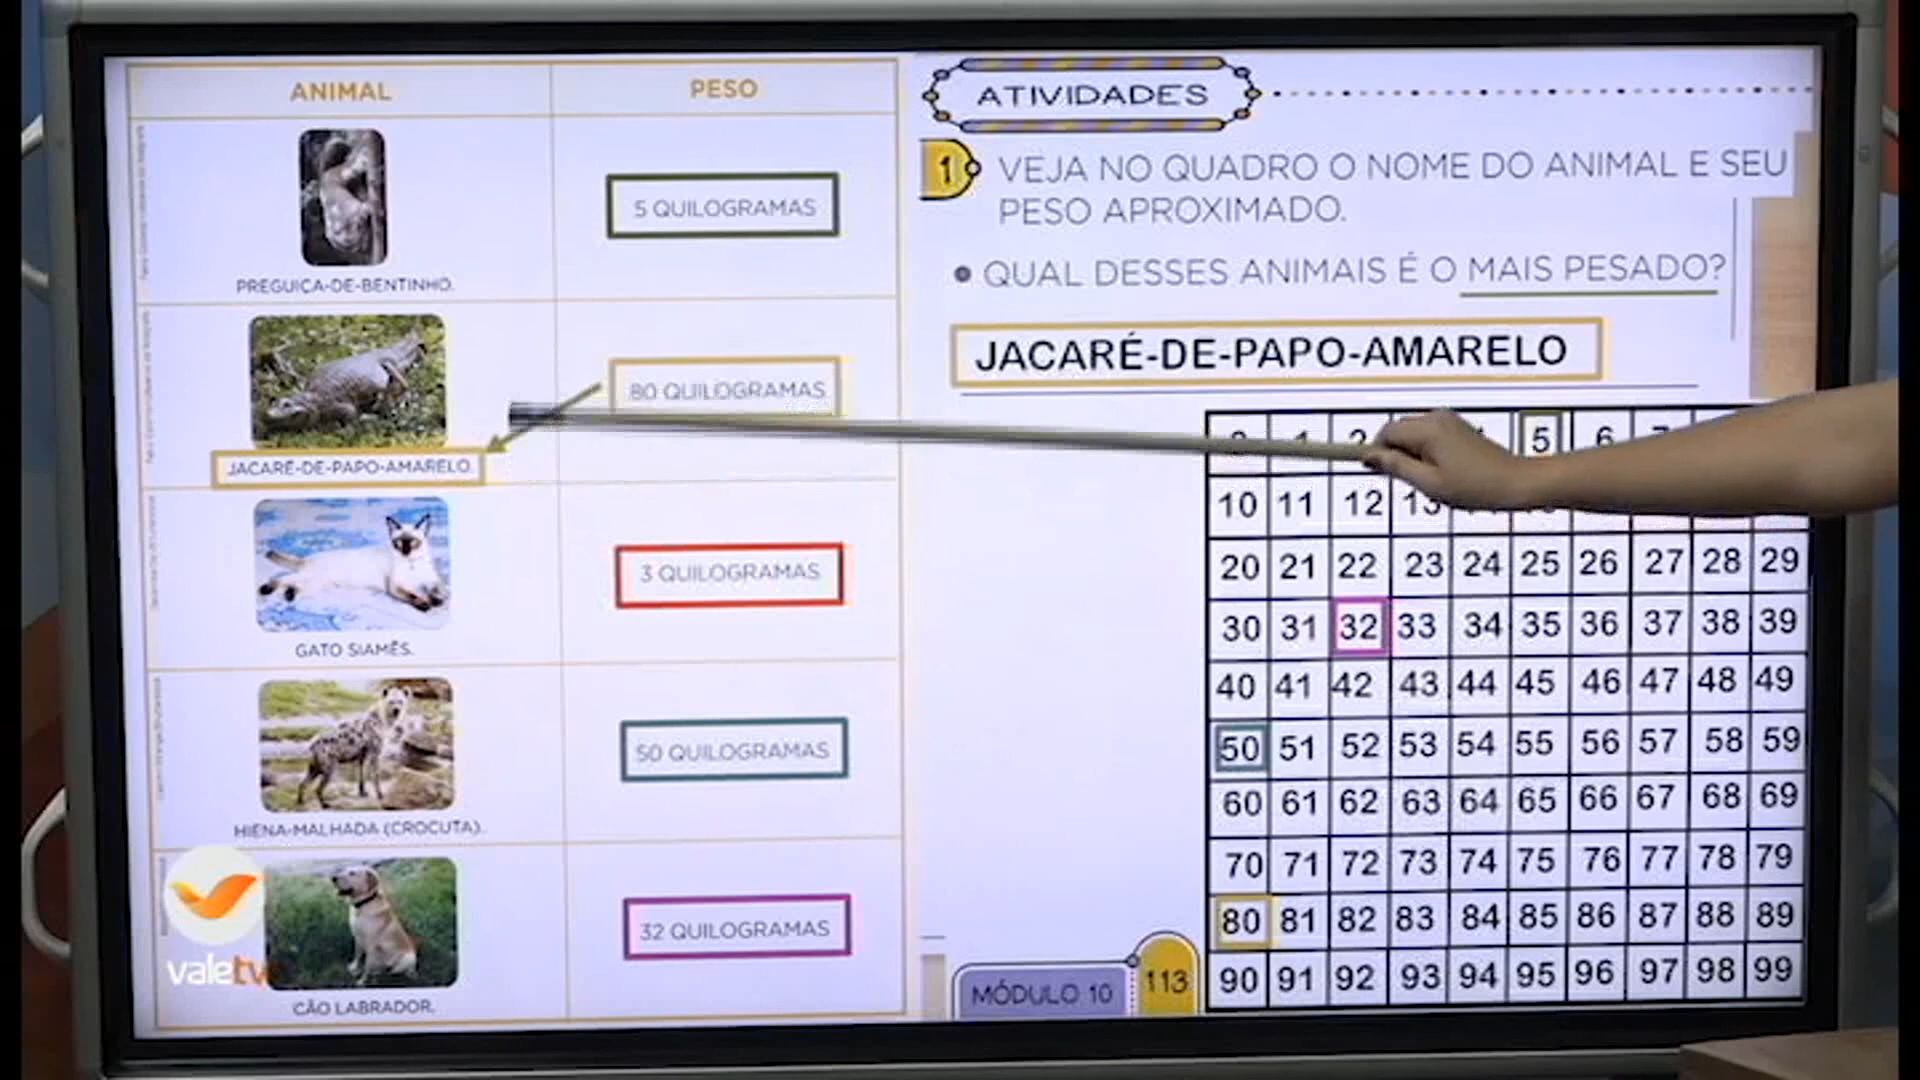 ANIMAL PESO
PREGUIÇA-DE-BENTINHO.
5 QUILOGRAMAS
JACARÉ-DE-PAPO-AMARELO.
80 QUILOGRAMAS
GATO SIAMÊS.
3 QUILOGRAMAS
HIENA-MALHADA (CROCUTA).
50 QUILOGRAMAS
CÃO LABRADOR.
32 QUILOGRAMAS
valetv
ATIVIDADES
1 VEJA NO QUADRO O NOME DO ANIMAL E SEU
PESO APROXIMADO.
• QUAL DESSES ANIMAIS É O MAIS PESADO?
JACARÉ-DE-PAPO-AMARELO
1 2 5 6
10 11 12 13
20 21 22 23 24 25 26 27 28 29
30 31 32 33 34 35 36 37 38 39
40 41 42 43 44 45 46 47 48 49
50 51 52 53 54 55 56 57 58 59
60 61 62 63 64 65 66 67 68 69
70 71 72 73 74 75 76 77 78 79
80 81 82 83 84 85 86 87 88 89
90 91 92 93 94 95 96 97 98 99
MÓDULO 10 113